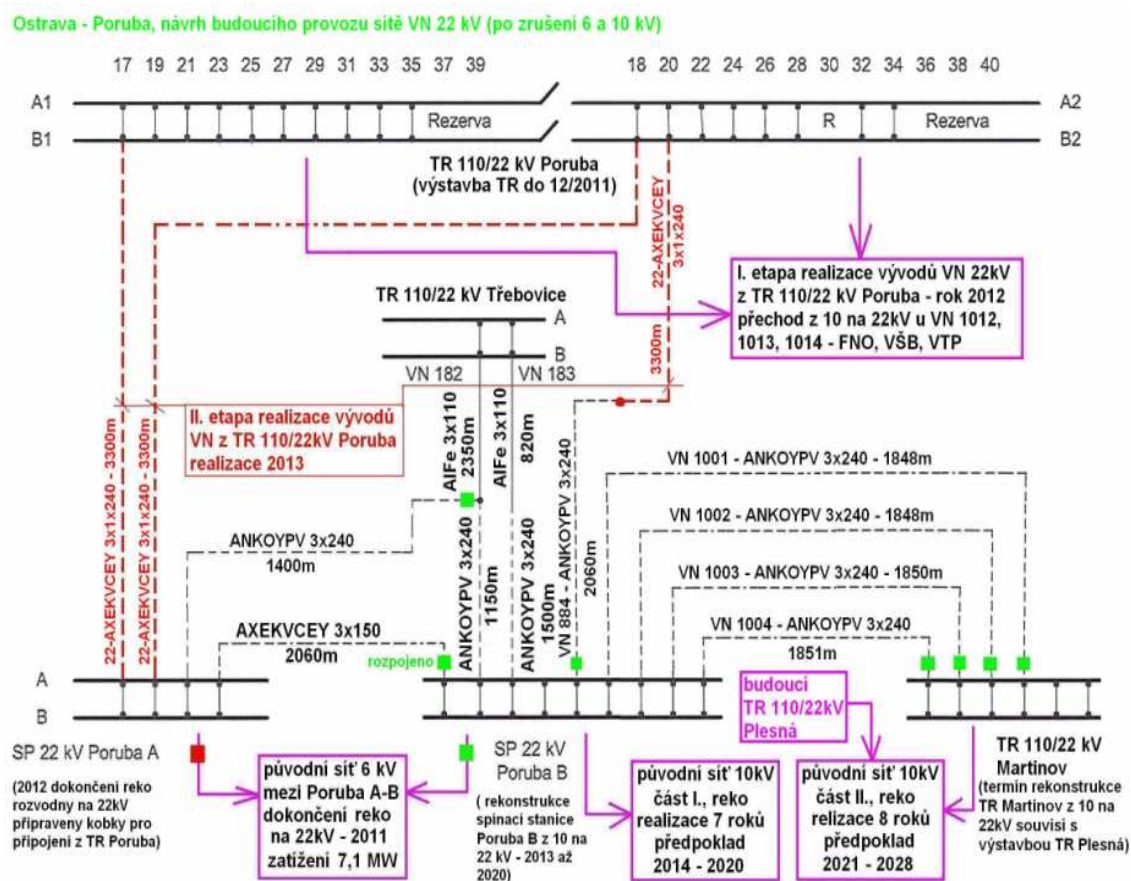 Ostrava - Poruba, návrh budoucího provozu sítě VN 22 kV (po zrušení 6 a 10 kV)
17 19 21 23 25 27 29 31 33 35 37 39
18 20 22 24 26 28 30 32 34 36 38 40
A1
B1
Rezerva
A2
B2
R
Rezerva
TR 110/22 kV Poruba
(výstavba TR do 12/2011)
22-AXEKVCEY
3x1x240
3300m
I. etapa realizace vývodů VN 22kV
z TR 110/22 kV Poruba - rok 2012
přechod z 10 na 22kV u VN 1012,
1013, 1014 - FNO, VŠB, VTP
TR 110/22 kV Třebovice
A
B
VN 182
VN 183
II. etapa realizace vývodů
VN z TR 110/22kV Poruba
realizace 2013
22-AXEKVCEY 3x1x240 - 3300m
22-AXEKVCEY 3x1x240 - 3300m
AlFe 3x110
2350m
AlFe 3x110
820m
ANKOYPV 3x240
1150m
ANKOYPV 3x240
1500m
VN 884 - ANKOYPV 3x240
2060m
ANKOYPV 3x240
1400m
AXEKVCEY 3x150
2060m
rozpojeno
VN 1001 - ANKOYPV 3x240 - 1848m
VN 1002 - ANKOYPV 3x240 - 1848m
VN 1003 - ANKOYPV 3x240 - 1850m
VN 1004 - ANKOYPV 3x240
1851m
A
B
A
B
budoucí
TR 110/22kV
Plesná
SP 22 kV Poruba A
(2012 dokončení reko
rozvodny na 22kV
připraveny kobky pro
připojení z TR Poruba)
původní síť 6 kV
mezi Poruba A-B
dokončení reko
na 22kV - 2011
zatížení 7,1 MW
SP 22 kV
Poruba B
( rekonstrukce
spínací stanice
Poruba B z 10 na
22 kV - 2013 až
2020)
původní síť 10kV
část I., reko
realizace 7 roků
předpoklad
2014 - 2020
původní síť 10kV
část II., reko
relizace 8 roků
předpoklad
2021 - 2028
TR 110/22 kV
Martinov
(termin rekonstrukce
TR Martinov z 10 na
22kV souvisi s
výstavbou TR Plesná)